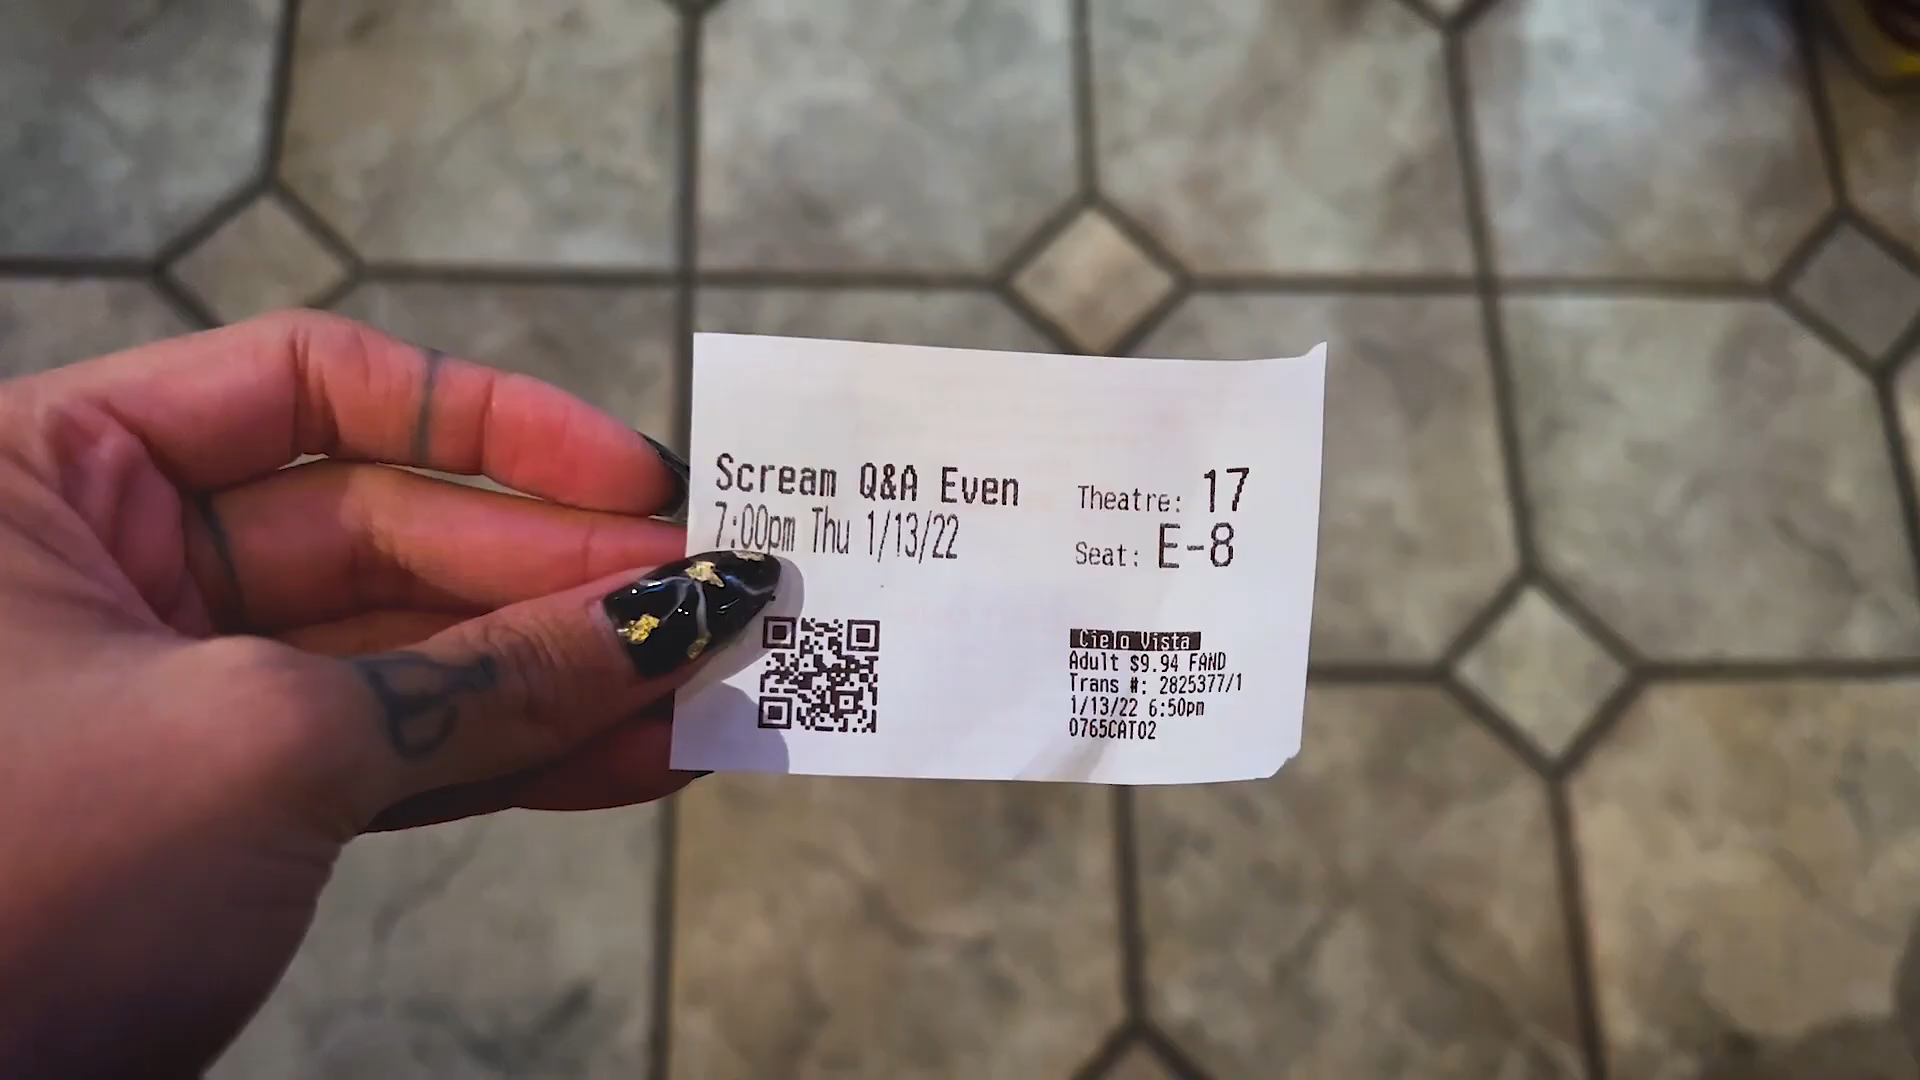 Scream Q&A Even
7:00pm Thu 1/13/22
Theatre: 17
Seat: E-8
Cielo Vista
Adult $9.94 FAND
Trans #: 2825377/1
1/13/22 6:50pm
0765CAT02